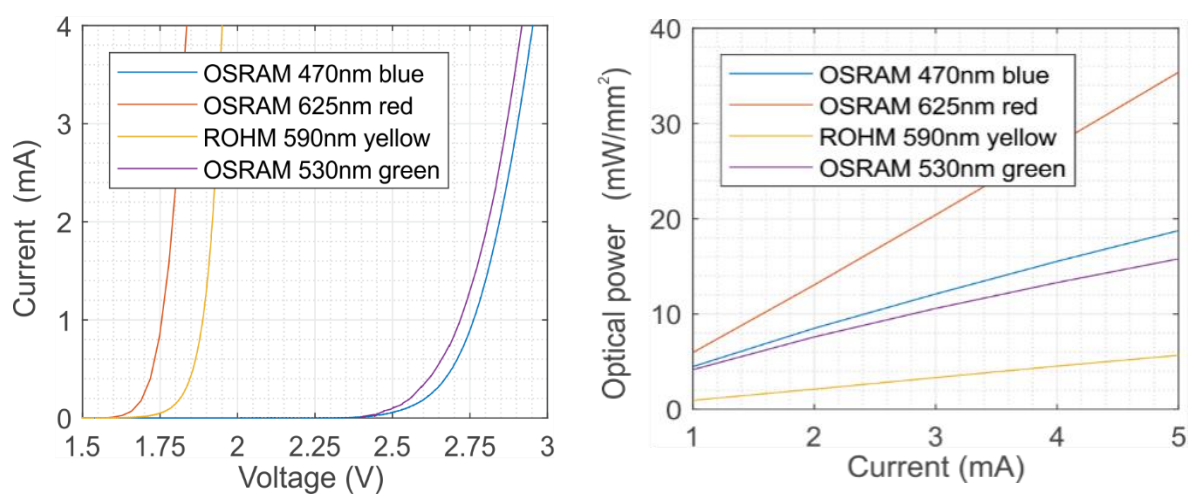 4
3
2
1
0
Current (mA)
OSRAM 470nm blue
OSRAM 625nm red
ROHM 590nm yellow
OSRAM 530nm green
1.5 1.75 2 2.25 2.5 2.75 3
Voltage (V)
40
30
20
10
0
Optical power (mW/mm²)
OSRAM 470nm blue
OSRAM 625nm red
ROHM 590nm yellow
OSRAM 530nm green
1 2 3 4 5
Current (mA)